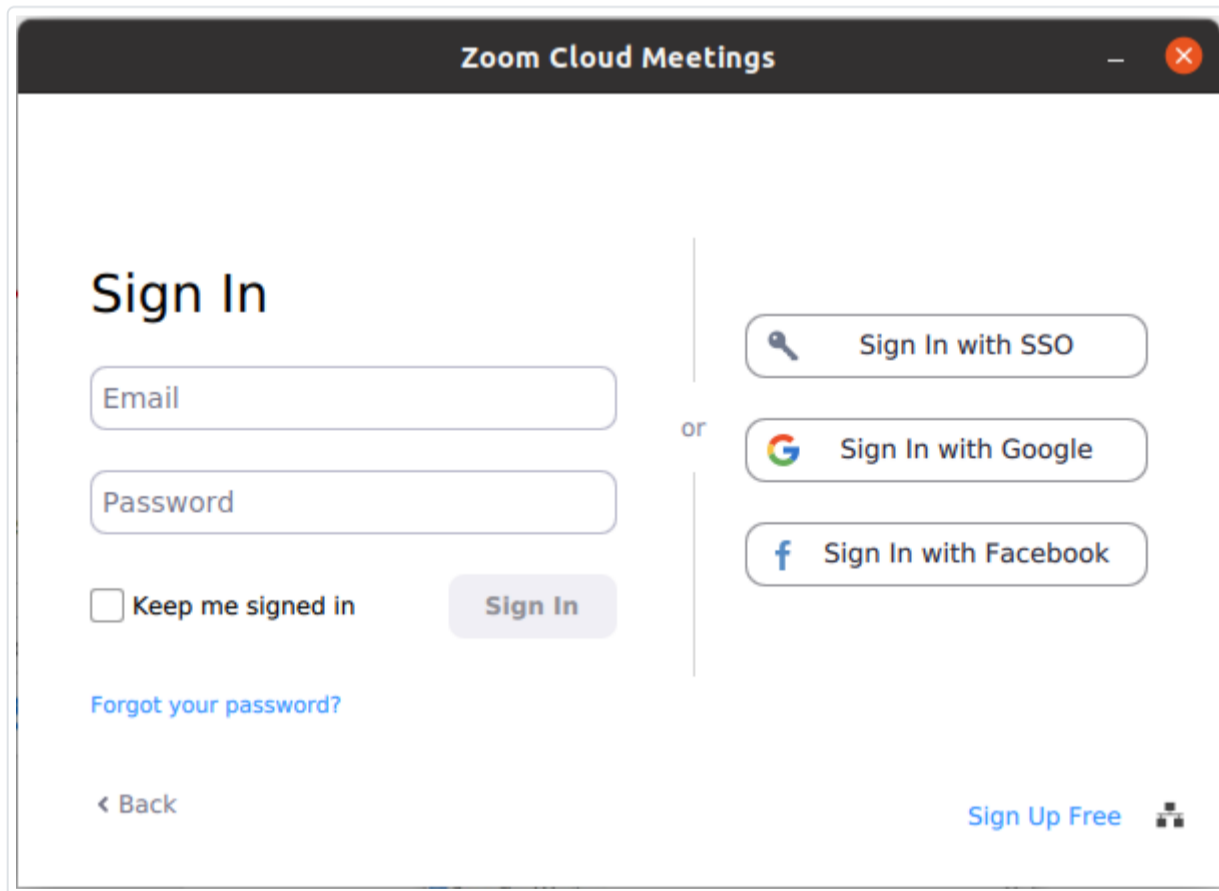 Zoom Cloud Meetings
Sign In
Email
Password
Keep me signed in
Sign In
Forgot your password?
or
Sign In with SSO
Sign In with Google
Sign In with Facebook
Back
Sign Up Free